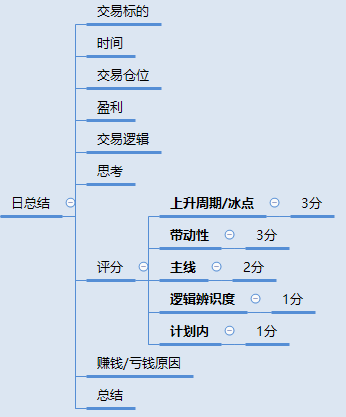 交易标的
时间
交易仓位
盈利
交易逻辑
思考
日总结
上升周期/冰点 3分
带动性 3分
评分
主线 2分
逻辑辨识度 1分
计划内 1分
赚钱/亏钱原因
总结